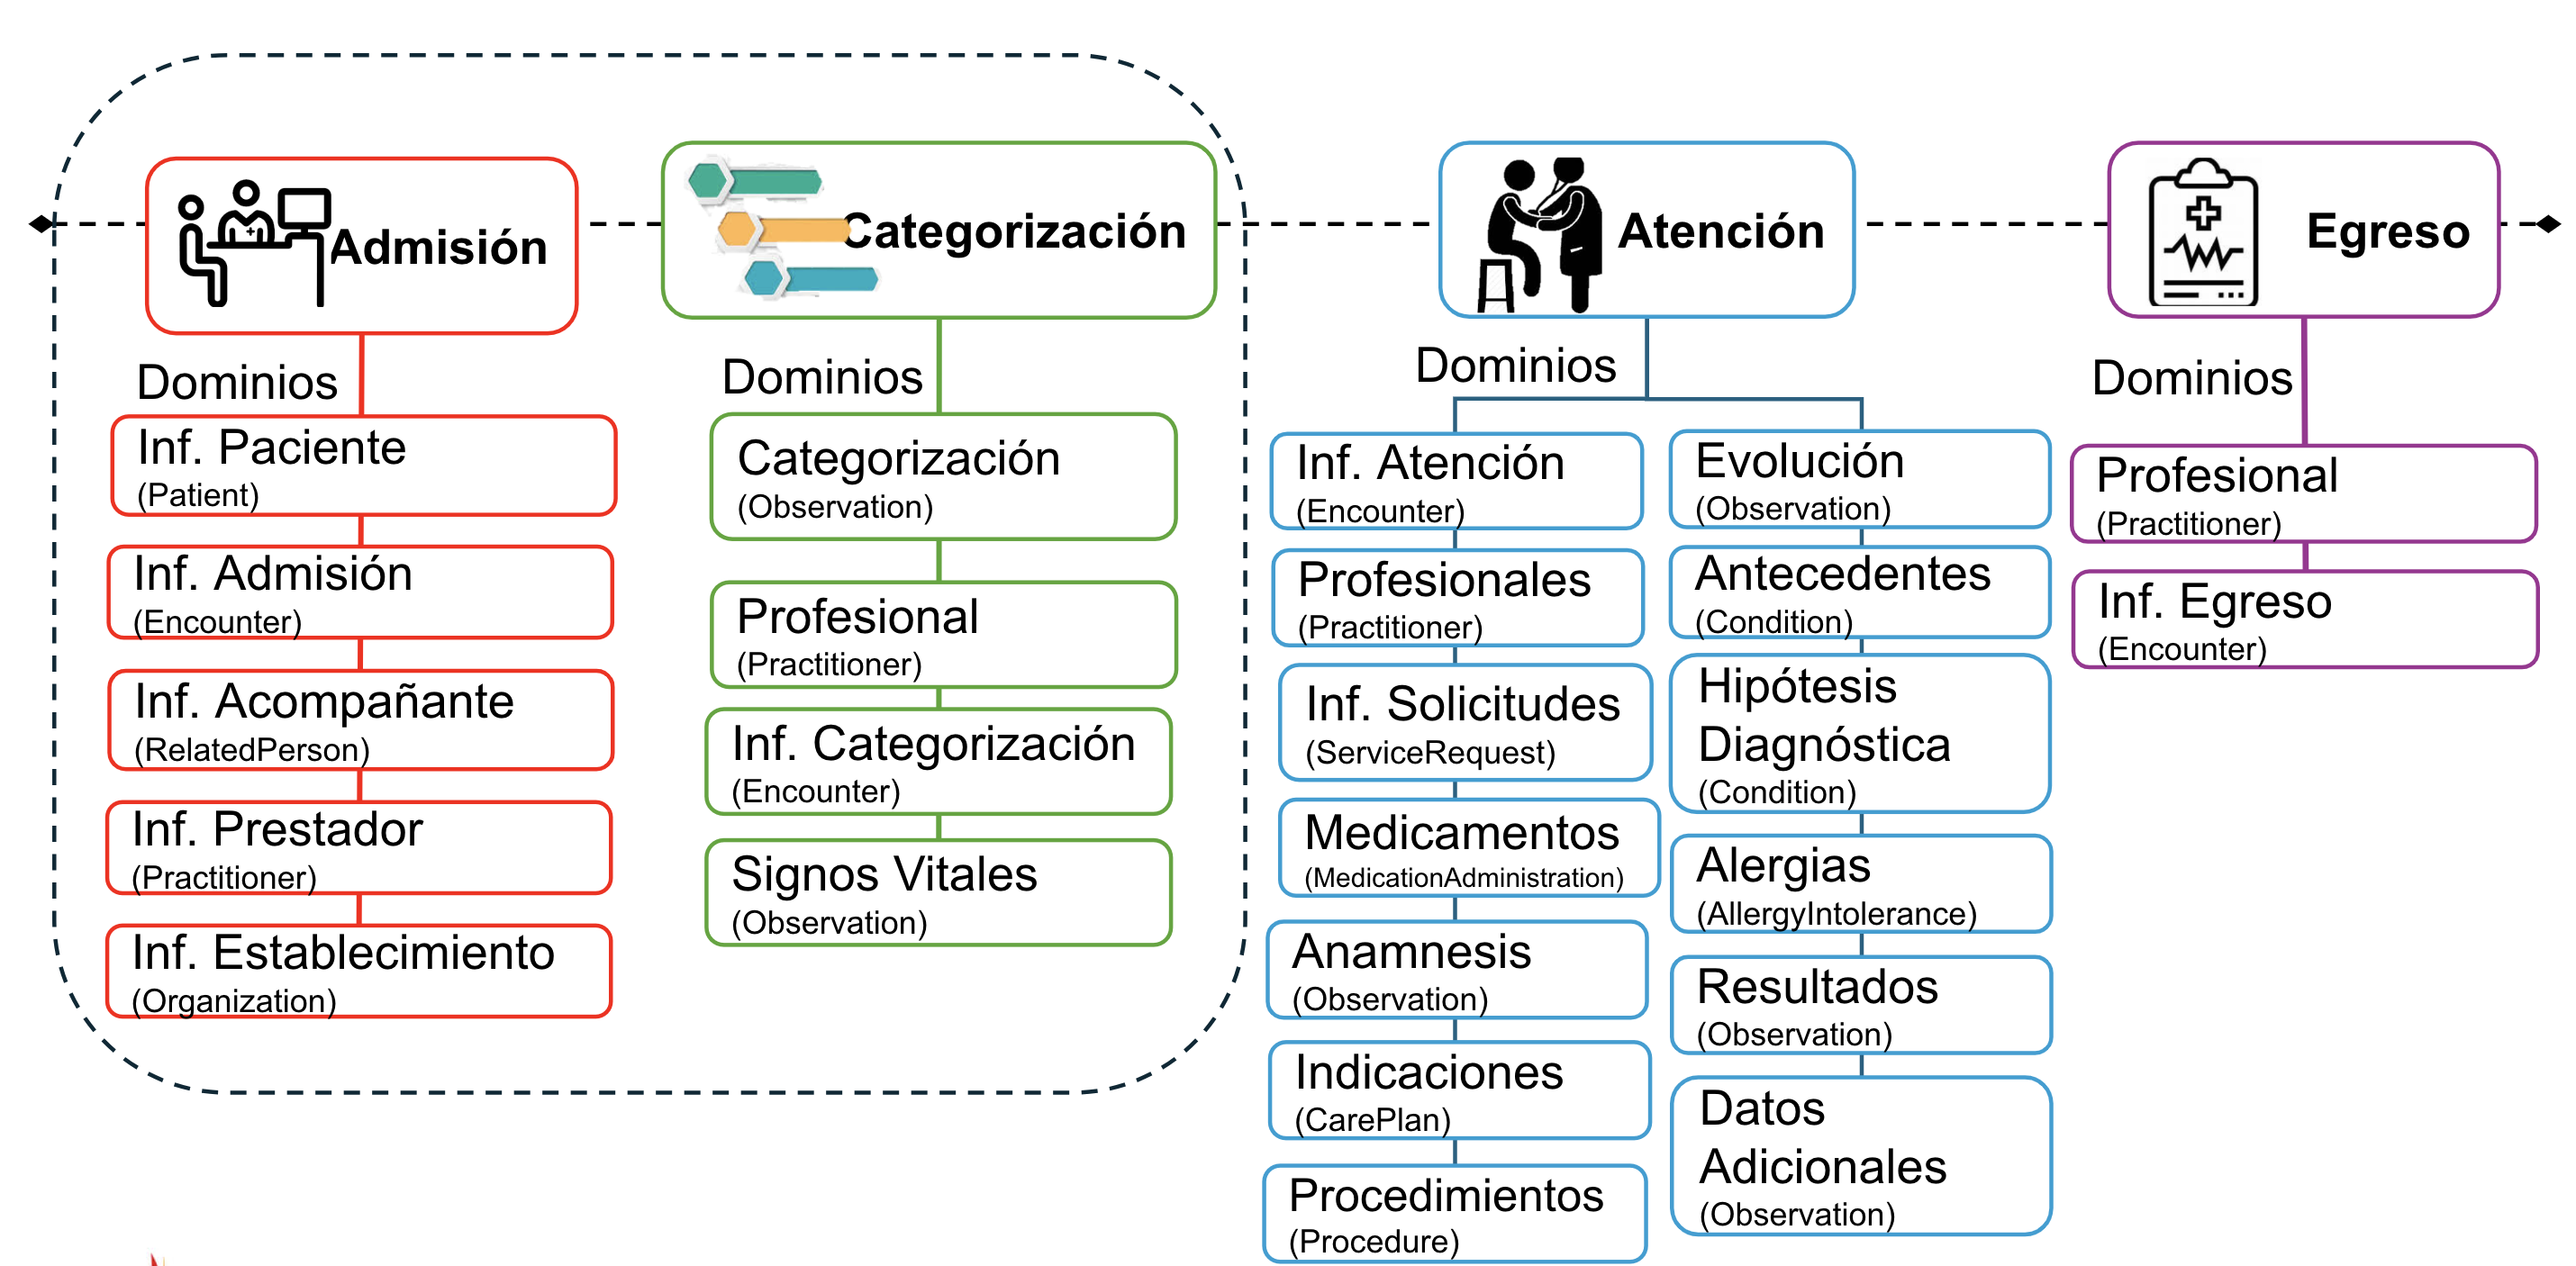 Admisión
Dominios
Inf. Paciente
(Patient)
Inf. Admisión
(Encounter)
Inf. Acompañante
(RelatedPerson)
Inf. Prestador
(Practitioner)
Inf. Establecimiento
(Organization)
Categorización
Dominios
Categorización
(Observation)
Profesional
(Practitioner)
Inf. Categorización
(Encounter)
Signos Vitales
(Observation)
Atención
Dominios
Inf. Atención
(Encounter)
Profesionales
(Practitioner)
Inf. Solicitudes
(ServiceRequest)
Medicamentos
(MedicationAdministration)
Anamnesis
(Observation)
Indicaciones
(CarePlan)
Procedimientos
(Procedure)
Evolución
(Observation)
Antecedentes
(Condition)
Hipótesis
Diagnóstica
(Condition)
Alergias
(AllergyIntolerance)
Resultados
(Observation)
Datos
Adicionales
(Observation)
Egreso
Dominios
Profesional
(Practitioner)
Inf. Egreso
(Encounter)